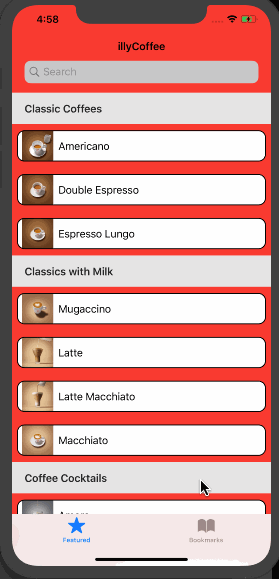 4:58
illyCoffee
Search
Classic Coffees
Americano
Double Espresso
Espresso Lungo
Classics with Milk
Mugaccino
Latte
Latte Macchiato
Macchiato
Coffee Cocktails
Featured
Bookmarks